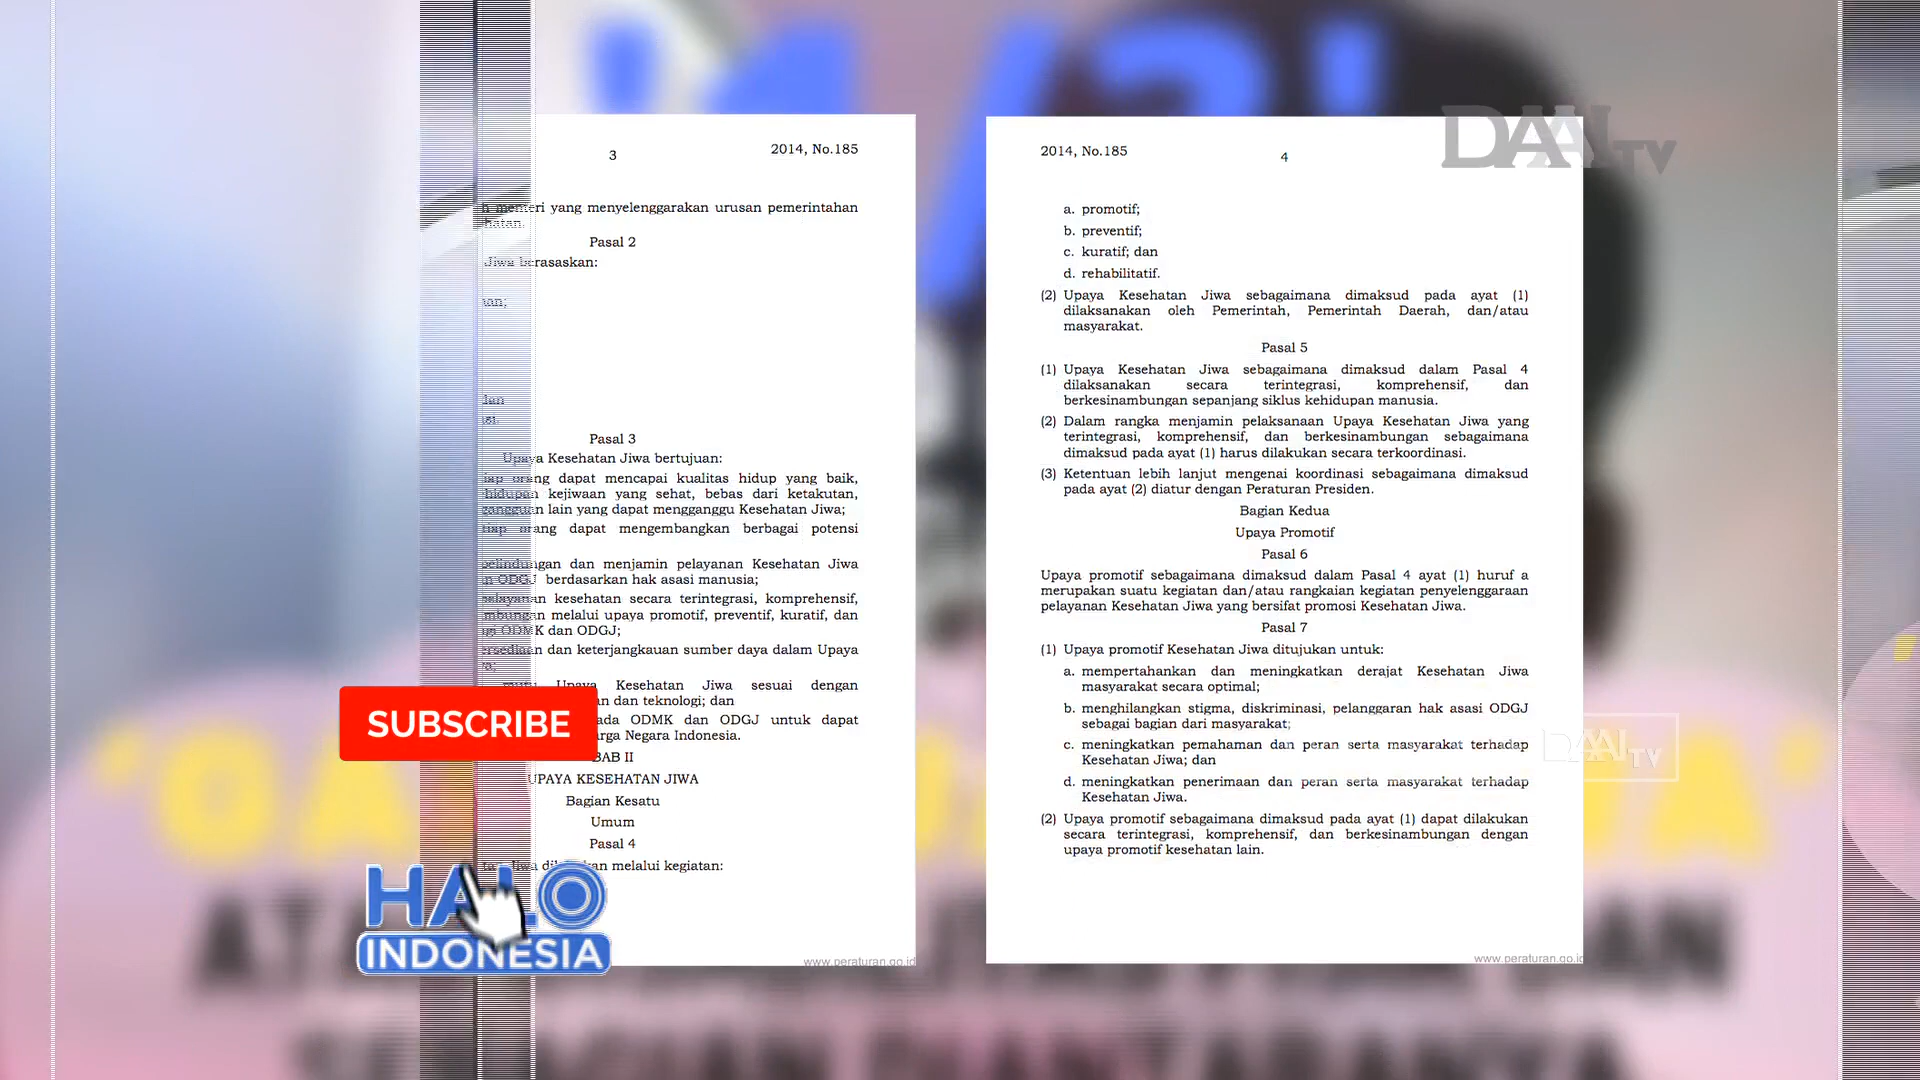 3
2014, No.185
menteri yang menyelenggarakan urusan pemerintahan
Pasal 2
Jiwa berasaskan:
dan
Pasal 3
Upaya Kesehatan Jiwa bertujuan:
orang dapat mencapai kualitas hidup yang baik,
kejiwaan yang sehat, bebas dari ketakutan,
lain yang dapat mengganggu Kesehatan Jiwa;
orang dapat mengembangkan berbagai potensi
dan menjamin pelayanan Kesehatan Jiwa
ODGJ berdasarkan hak asasi manusia;
kesehatan secara terintegrasi, komprehensif,
melalui upaya promotif, preventif, kuratif, dan
ODMK dan ODGJ;
dan keterjangkauan sumber daya dalam Upaya
mutu Upaya Kesehatan Jiwa sesuai dengan
dan teknologi; dan
ODMK dan ODGJ untuk dapat
Negara Indonesia.
BAB II
UPAYA KESEHATAN JIWA
Bagian Kesatu
Umum
Pasal 4
Jiwa melalui kegiatan:
www.peraturan.go.id
2014, No.185
4
a. promotif;
b. preventif;
c. kuratif; dan
d. rehabilitatif.
(2) Upaya Kesehatan Jiwa sebagaimana dimaksud pada ayat (1)
dilaksanakan oleh Pemerintah, Pemerintah Daerah, dan/atau
masyarakat.
Pasal 5
(1) Upaya Kesehatan Jiwa sebagaimana dimaksud dalam Pasal 4
dilaksanakan secara terintegrasi, komprehensif, dan
berkesinambungan sepanjang siklus kehidupan manusia.
(2) Dalam rangka menjamin pelaksanaan Upaya Kesehatan Jiwa yang
terintegrasi, komprehensif, dan berkesinambungan sebagaimana
dimaksud pada ayat (1) harus dilakukan secara terkoordinasi.
(3) Ketentuan lebih lanjut mengenai koordinasi sebagaimana dimaksud
pada ayat (2) diatur dengan Peraturan Presiden.
Bagian Kedua
Upaya Promotif
Pasal 6
Upaya promotif sebagaimana dimaksud dalam Pasal 4 ayat (1) huruf a
merupakan suatu kegiatan dan/atau rangkaian kegiatan penyelenggaraan
pelayanan Kesehatan Jiwa yang bersifat promosi Kesehatan Jiwa.
Pasal 7
(1) Upaya promotif Kesehatan Jiwa ditujukan untuk:
a. mempertahankan dan meningkatkan derajat Kesehatan Jiwa
masyarakat secara optimal;
b. menghilangkan stigma, diskriminasi, pelanggaran hak asasi ODGJ
sebagai bagian dari masyarakat;
c. meningkatkan pemahaman dan peran serta masyarakat terhadap
Kesehatan Jiwa; dan
d. meningkatkan penerimaan dan peran serta masyarakat terhadap
Kesehatan Jiwa.
(2) Upaya promotif sebagaimana dimaksud pada ayat (1) dapat dilakukan
secara terintegrasi, komprehensif, dan berkesinambungan dengan
upaya promotif kesehatan lain.
www.peraturan.go.id
DAAI TV
DAAI TV
SUBSCRIBE
HALO
INDONESIA